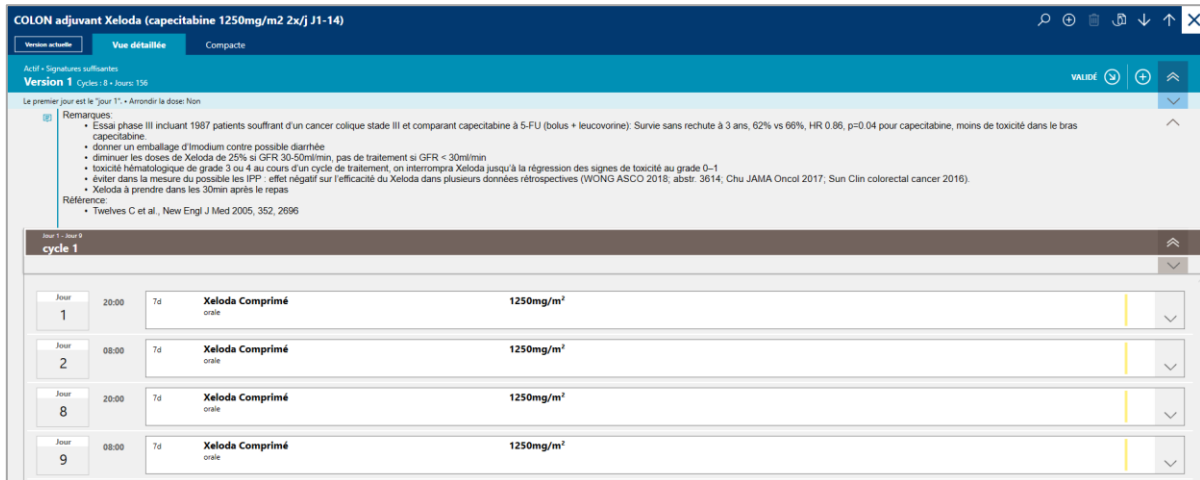 COLON adjuvant Xeloda (capecitabine 1250mg/m2 2x/j J1-14)
Version actuelle Vue détaillée Compacte
Actif • Signatures suffisantes
Version 1 Cycles : 8 • Jours: 156
VALIDÉ
Le premier jour est le "jour 1". • Arrondir la dose: Non
Remarques:
• Essai phase III incluant 1987 patients souffrant d'un cancer colique stade III et comparant capecitabine à 5-FU (bolus + leucovorine): Survie sans rechute à 3 ans, 62% vs 66%, HR 0.86, p=0.04 pour capecitabine, moins de toxicité dans le bras
capecitabine.
• donner un emballage d'Imodium contre possible diarrhée
• diminuer les doses de Xeloda de 25% si GFR 30-50ml/min, pas de traitement si GFR < 30ml/min
• toxicité hématologique de grade 3 ou 4 au cours d'un cycle de traitement, on interrompra Xeloda jusqu'à la régression des signes de toxicité au grade 0–1
• éviter dans la mesure du possible les IPP : effet négatif sur l'efficacité du Xeloda dans plusieurs données rétrospectives (WONG ASCO 2018; abstr. 3614; Chu JAMA Oncol 2017; Sun Clin colorectal cancer 2016).
• Xeloda à prendre dans les 30min après le repas
Référence:
• Twelves C et al., New Engl J Med 2005, 352, 2696
Jour 1 - Jour 9
cycle 1
Jour
1
20:00 7d Xeloda Comprimé 1250mg/m²
orale
Jour
2
08:00 7d Xeloda Comprimé 1250mg/m²
orale
Jour
8
20:00 7d Xeloda Comprimé 1250mg/m²
orale
Jour
9
08:00 7d Xeloda Comprimé 1250mg/m²
orale